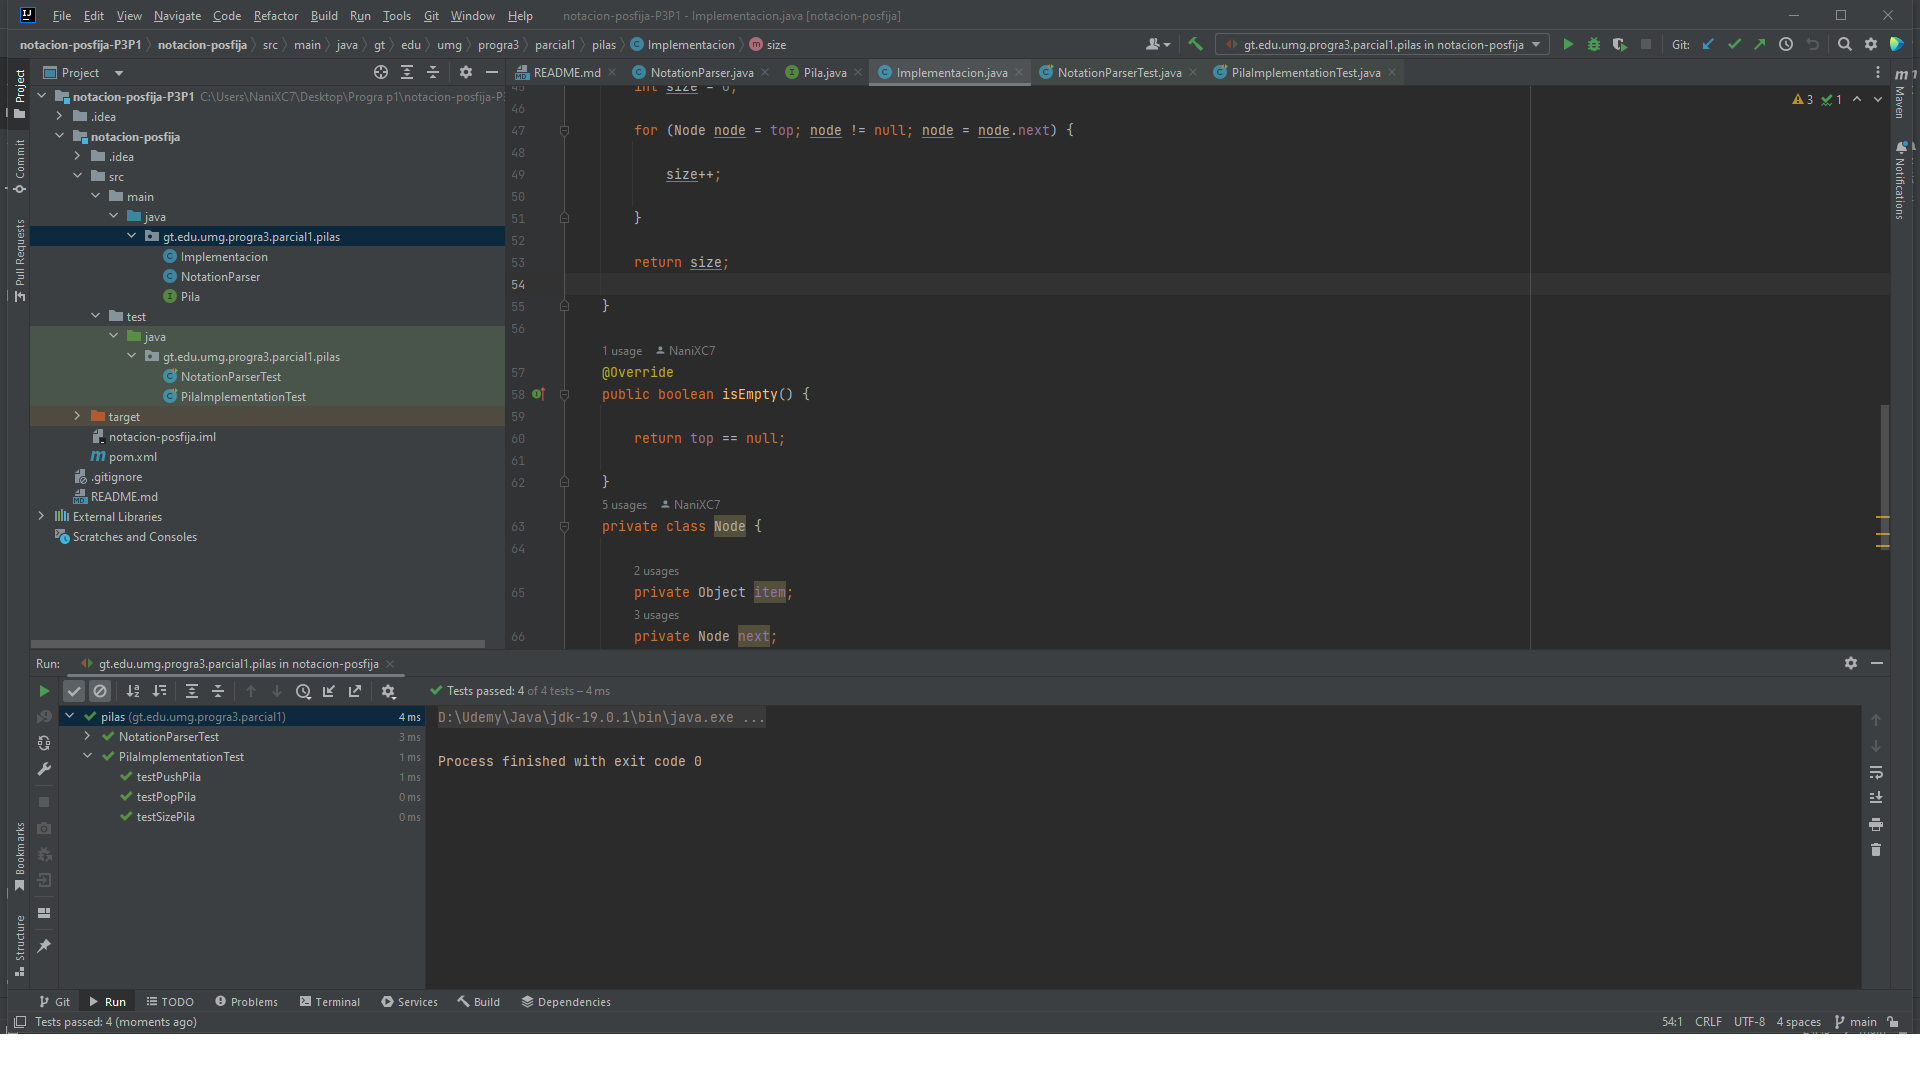 File Edit View Navigate Code Refactor Build Run Tools Git Window Help notacion-posfija-P3P1 - Implementacion.java [notacion-posfija]
notacion-posfija-P3P1 notacion-posfija src main java gt edu umg progra3 parcial1 pilas Implementacion size gt.edu.umg.progra3.parcial1.pilas in notacion-posfija Git:
Project
README.md NotationParser.java Pila.java Implementacion.java NotationParserTest.java PilaImplementationTest.java
notacion-posfija-P3P1 C:\Users\NaniXC7\Desktop\Progra p1\notacion-posfija-P3
.idea
notacion-posfija
.idea
src
main
java
gt.edu.umg.progra3.parcial1.pilas
Implementacion
NotationParser
Pila
test
java
gt.edu.umg.progra3.parcial1.pilas
NotationParserTest
PilaImplementationTest
target
notacion-posfija.iml
pom.xml
.gitignore
README.md
External Libraries
Scratches and Consoles
3 1
45 int size = 0;
46
47 for (Node node = top; node != null; node = node.next) {
48
49 size++;
50
51 }
52
53 return size;
54
55 }
56
1 usage NaniXC7
57 @Override
58 public boolean isEmpty() {
59
60 return top == null;
61
62 }
5 usages NaniXC7
63 private class Node {
64
2 usages
65 private Object item;
3 usages
66 private Node next;
Project
Commit
Pull Requests
Bookmarks
Structure
m
Maven
Notifications
Run: gt.edu.umg.progra3.parcial1.pilas in notacion-posfija
Tests passed: 4 of 4 tests – 4 ms
pilas (gt.edu.umg.progra3.parcial1) 4 ms
NotationParserTest 3 ms
PilaImplementationTest 1 ms
testPushPila 1 ms
testPopPila 0 ms
testSizePila 0 ms
D:\Udemy\Java\jdk-19.0.1\bin\java.exe ...
Process finished with exit code 0
Git Run TODO Problems Terminal Services Build Dependencies
Tests passed: 4 (moments ago) 54:1 CRLF UTF-8 4 spaces main